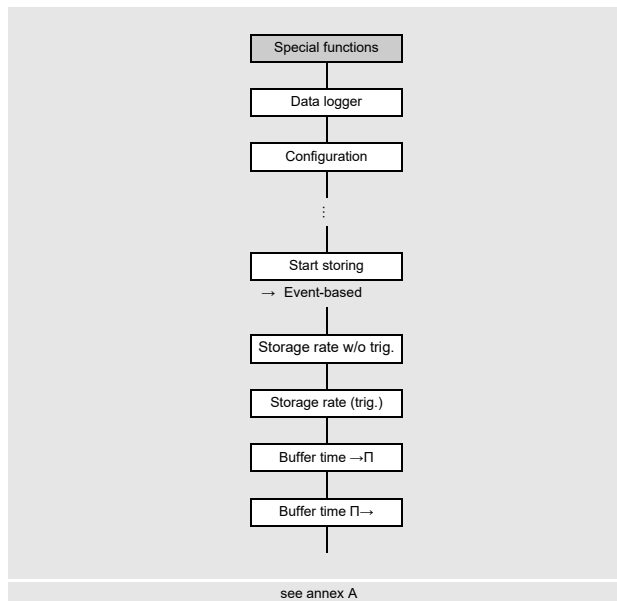 Special functions
Data logger
Configuration
⋮
Start storing
→ Event-based
Storage rate w/o trig.
Storage rate (trig.)
Buffer time →Π
Buffer time Π→
see annex A